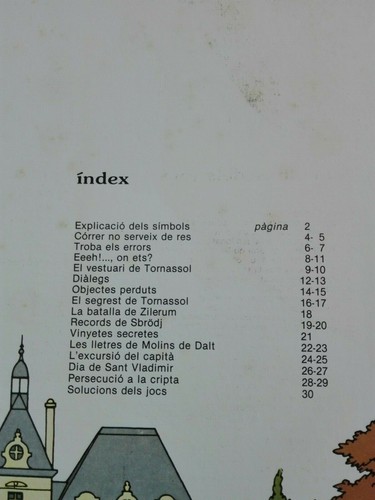 índex
Explicació dels símbols pàgina 2
Córrer no serveix de res 4- 5
Troba els errors 6- 7
Eeeh!..., on ets? 8-11
El vestuari de Tornassol 9-10
Diàlegs 12-13
Objectes perduts 14-15
El segrest de Tornassol 16-17
La batalla de Zilerum 18
Records de Sbrödj 19-20
Vinyetes secretes 21
Les lletres de Molins de Dalt 22-23
L'excursió del capità 24-25
Dia de Sant Vladimir 26-27
Persecució a la cripta 28-29
Solucions dels jocs 30